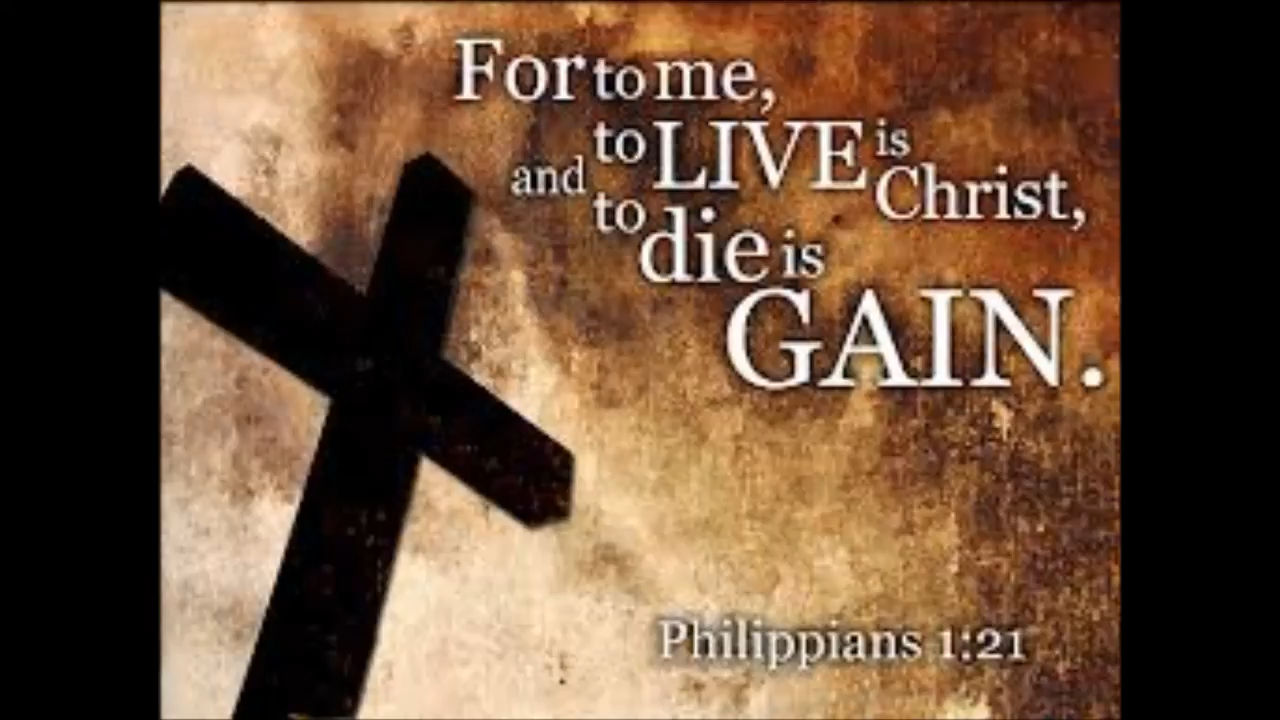 For to me,
to LIVE is Christ,
and to die is
GAIN.
Philippians 1:21